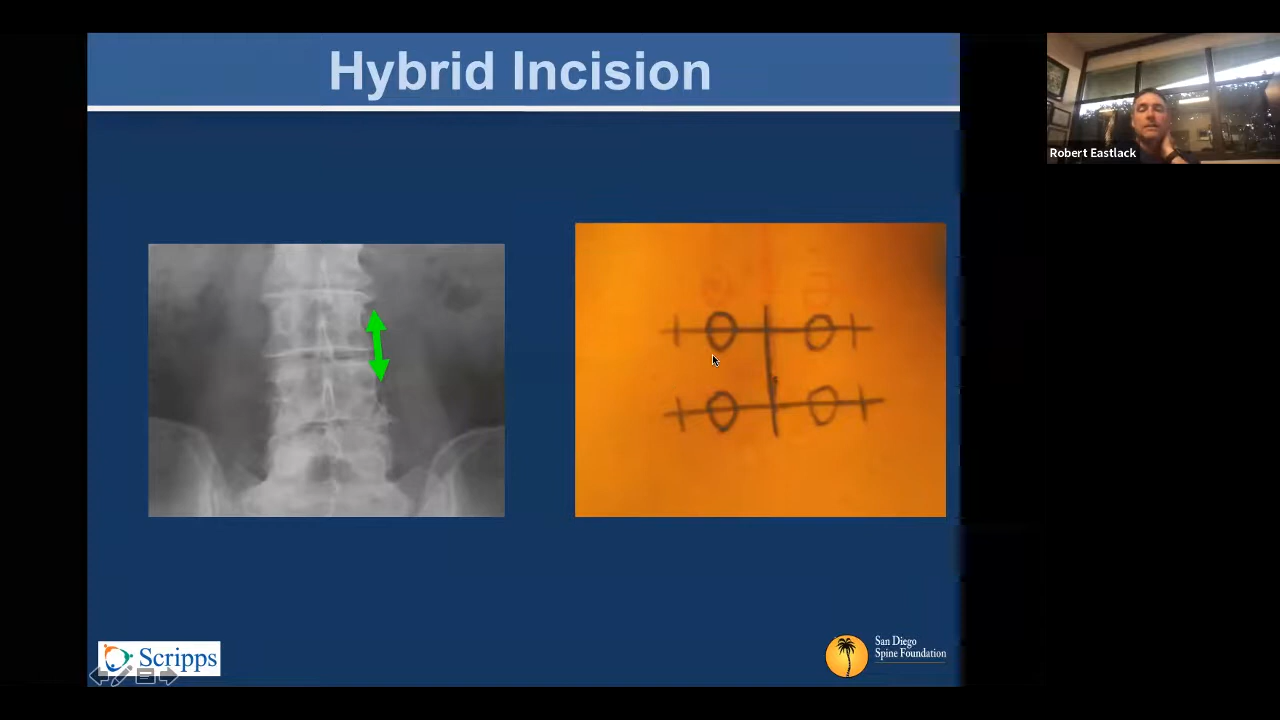 Hybrid Incision
Robert Eastlack
Scripps
San Diego
Spine Foundation